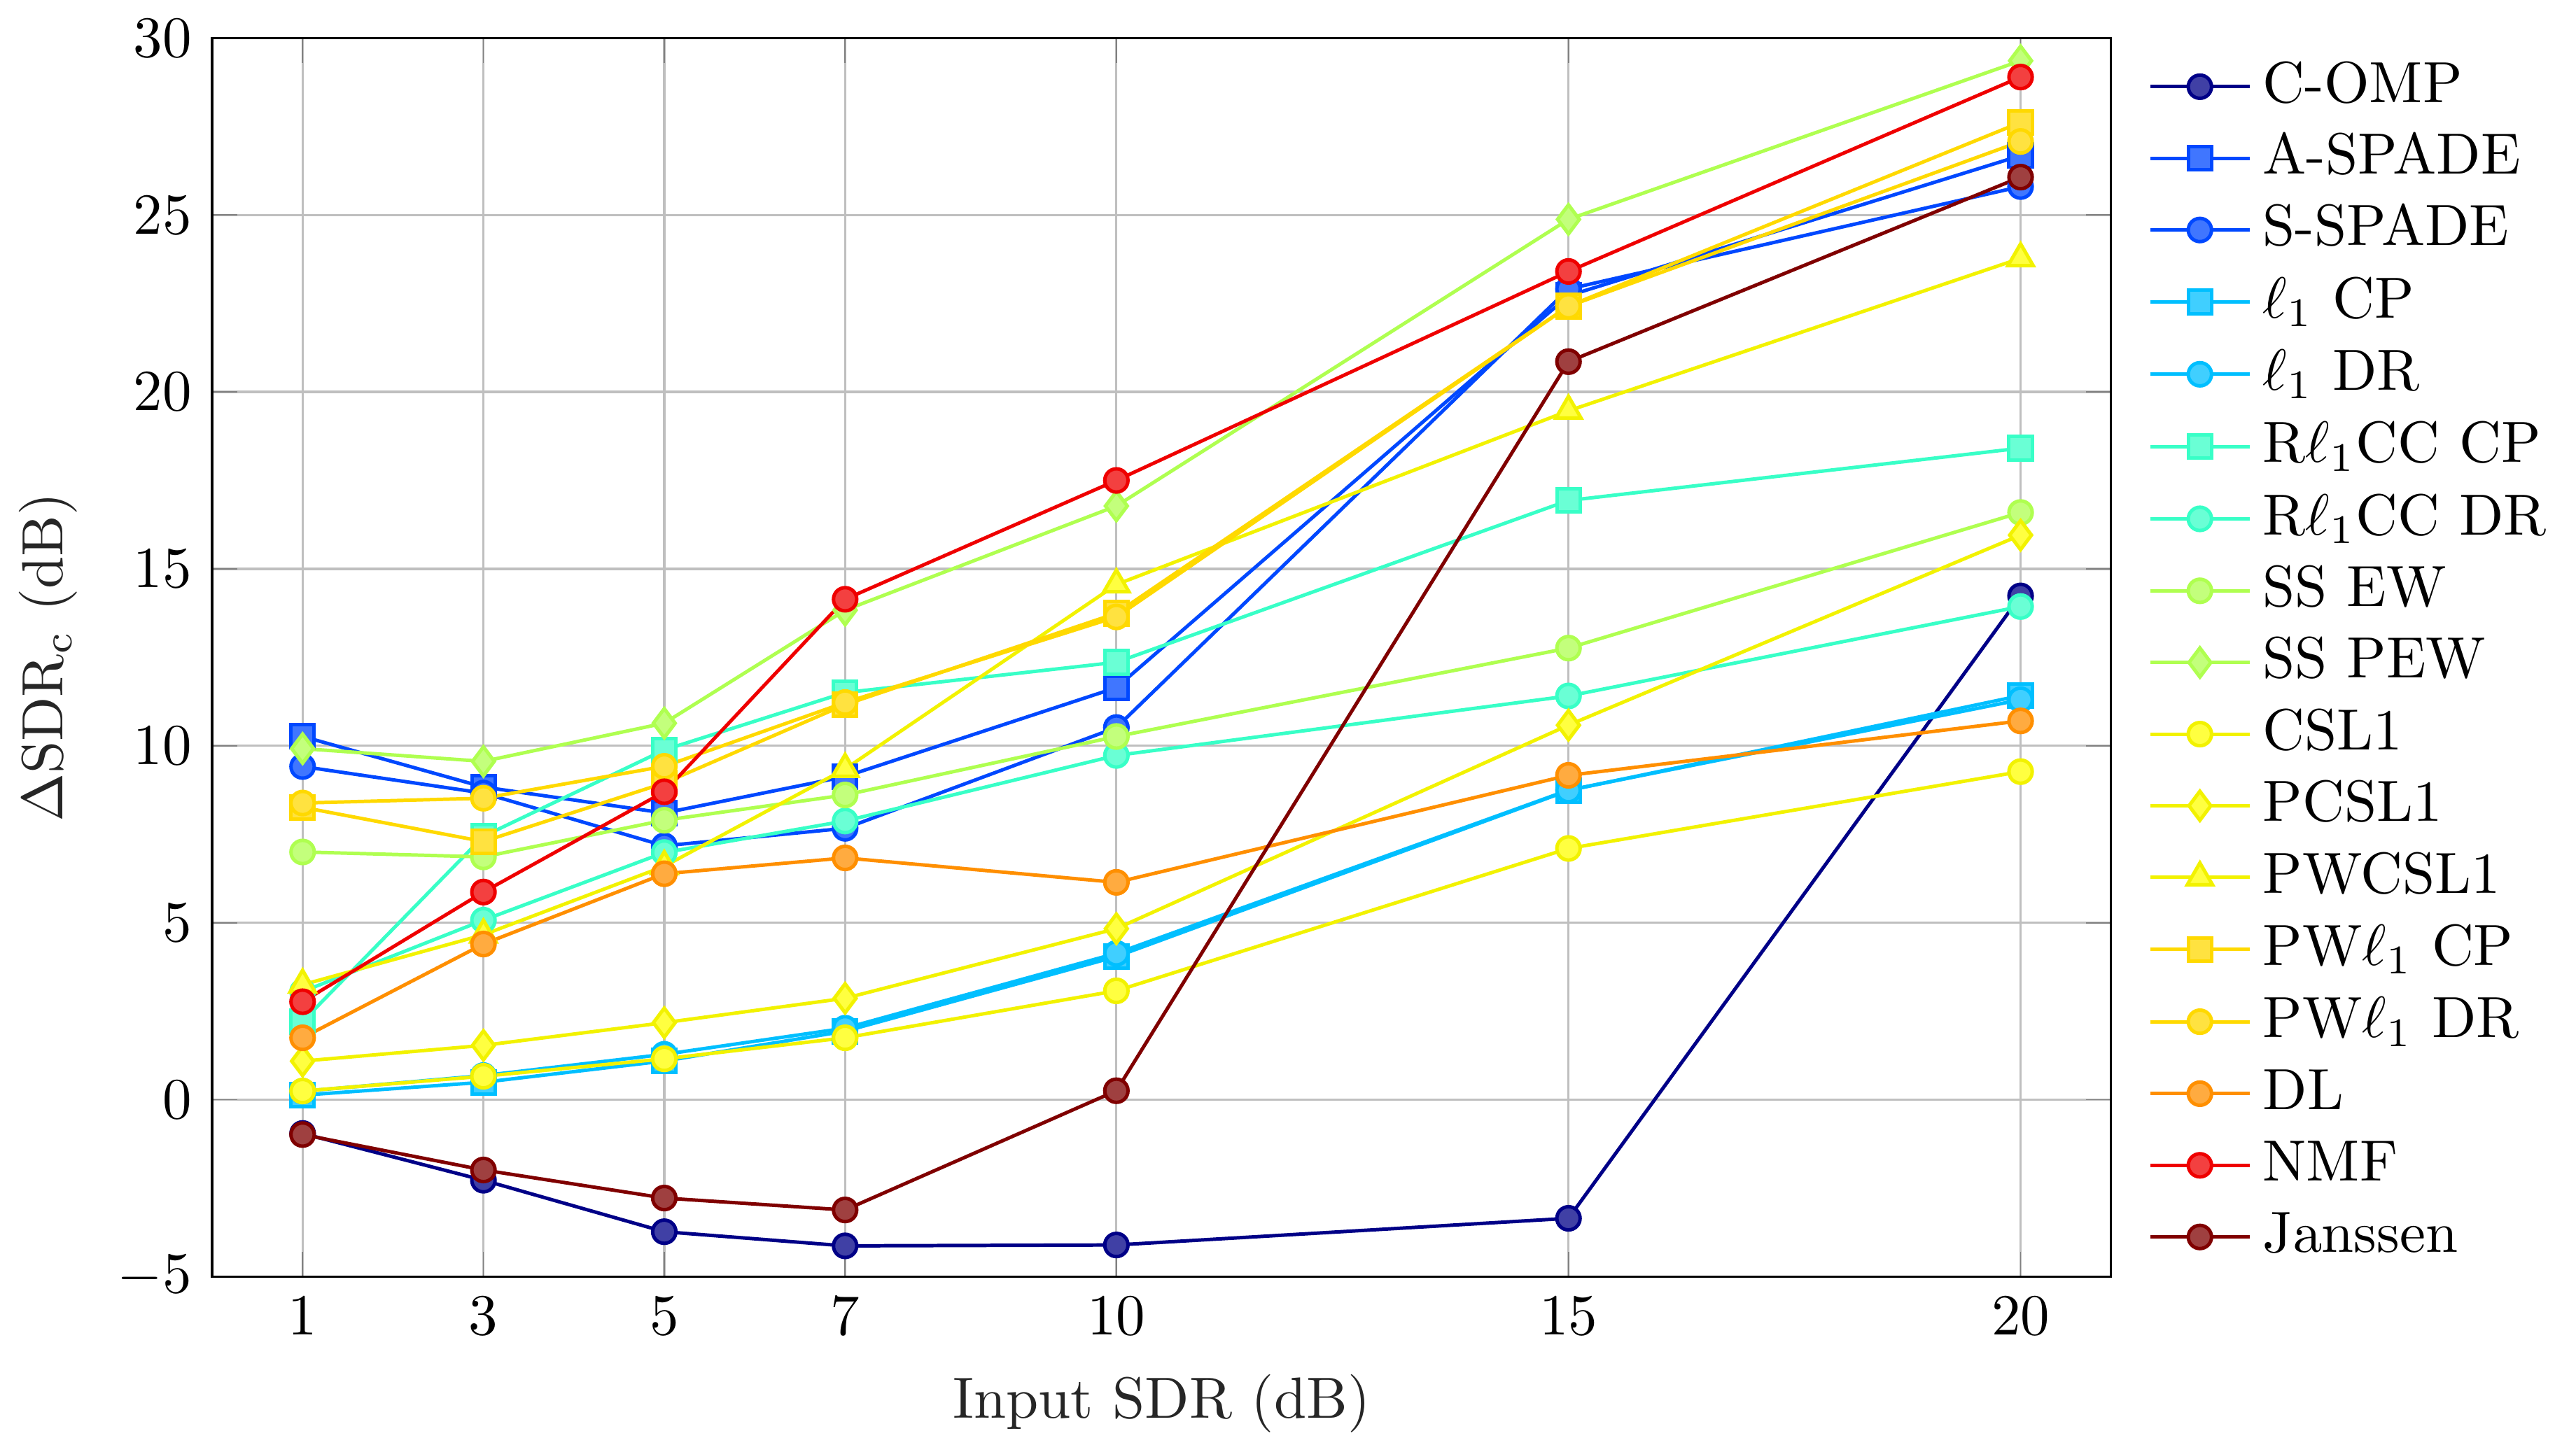 30
25
20
15
10
5
0
−5
1 3 5 7 10 15 20
Input SDR (dB)
ΔSDR_c (dB)
C-OMP
A-SPADE
S-SPADE
ℓ₁ CP
ℓ₁ DR
Rℓ₁CC CP
Rℓ₁CC DR
SS EW
SS PEW
CSL1
PCSL1
PWCSL1
PWℓ₁ CP
PWℓ₁ DR
DL
NMF
Janssen